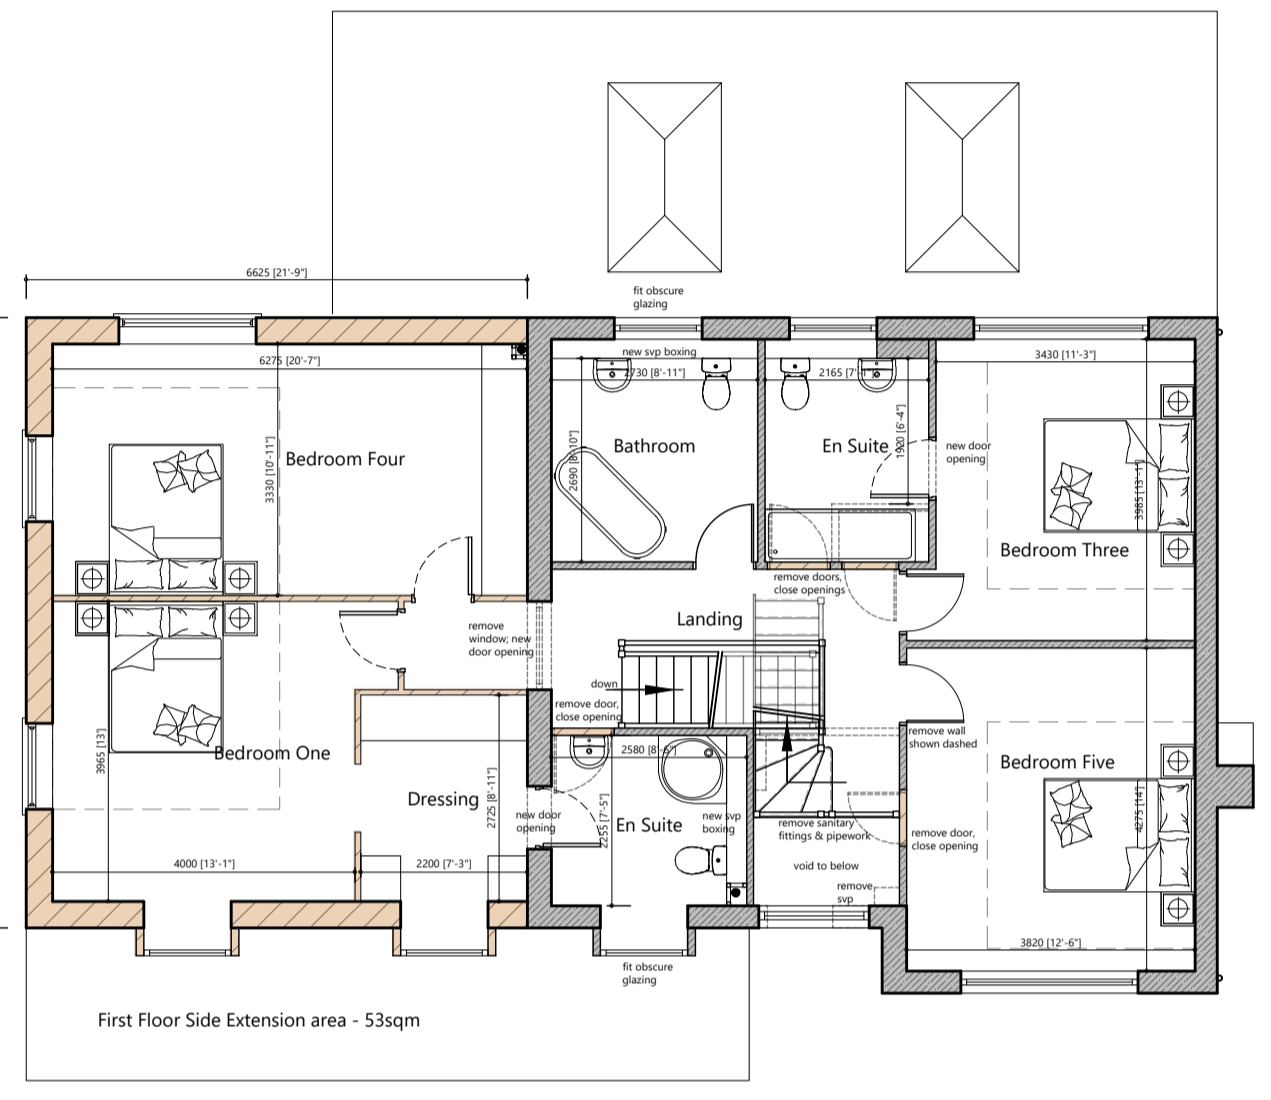 fit obscure
glazing
6625 [21'-9"]
new svp boxing
6275 [20'-7"]
3430 [11'-3"]
2730 [8'-11"]
2165 [7'-1"]
Bedroom Four
3330 [10'-11"]
Bathroom
2690 [8'-10"]
En Suite
1920 [6'-4"]
new door
opening
3985 [13'-1"]
Bedroom Three
remove doors,
close openings
Landing
remove
window; new
door opening
down
remove door,
close opening
remove wall
shown dashed
Bedroom One
3965 [13']
2580 [8'-6"]
Bedroom Five
Dressing
2725 [8'-11"]
new door
opening
En Suite
2255 [7'-5"]
new svp
boxing
remove sanitary
fittings & pipework
remove door,
close opening
4275 [14']
4000 [13'-1"]
2200 [7'-3"]
void to below
remove
svp
3820 [12'-6"]
fit obscure
glazing
First Floor Side Extension area - 53sqm